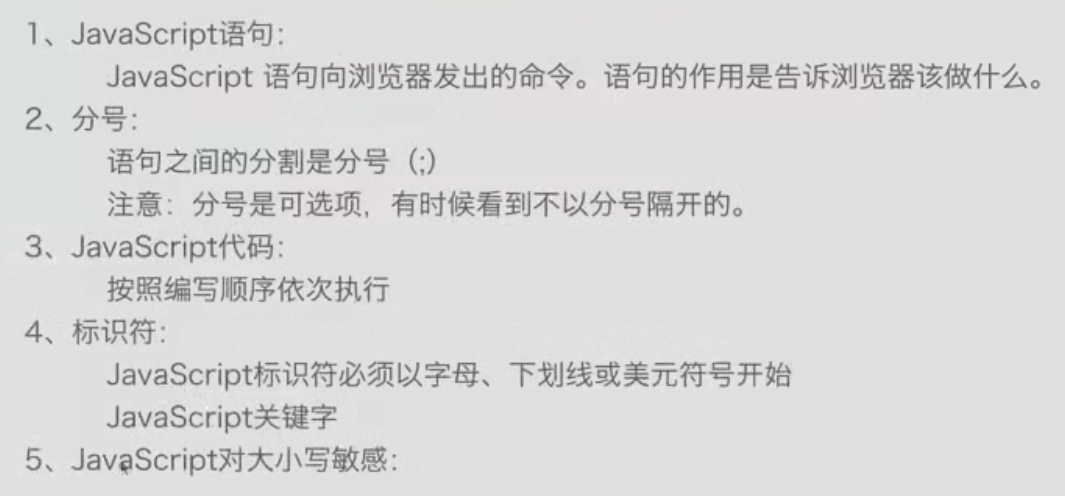 1、JavaScript语句：
JavaScript 语句向浏览器发出的命令。语句的作用是告诉浏览器该做什么。
2、分号：
语句之间的分割是分号（;）
注意：分号是可选项，有时候看到不以分号隔开的。
3、JavaScript代码：
按照编写顺序依次执行
4、标识符：
JavaScript标识符必须以字母、下划线或美元符号开始
JavaScript关键字
5、JavaScript对大小写敏感：